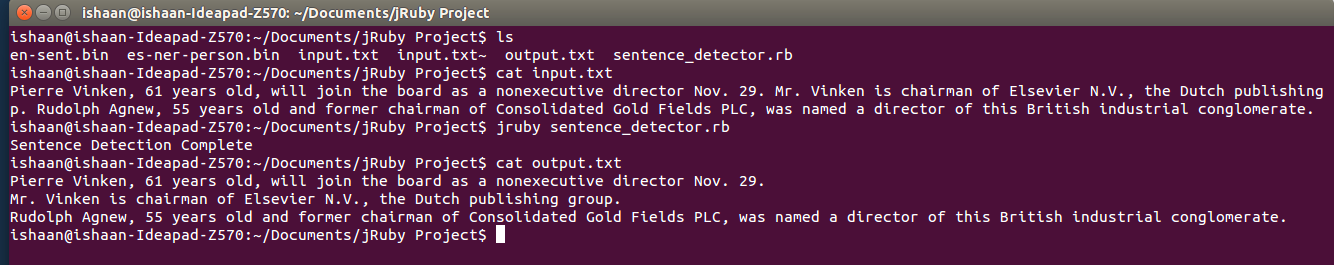 ishaan@ishaan-Ideapad-Z570: ~/Documents/jRuby Project
ishaan@ishaan-Ideapad-Z570:~/Documents/jRuby Project$ ls
en-sent.bin  es-ner-person.bin  input.txt  input.txt~  output.txt  sentence_detector.rb
ishaan@ishaan-Ideapad-Z570:~/Documents/jRuby Project$ cat input.txt
Pierre Vinken, 61 years old, will join the board as a nonexecutive director Nov. 29. Mr. Vinken is chairman of Elsevier N.V., the Dutch publishing
p. Rudolph Agnew, 55 years old and former chairman of Consolidated Gold Fields PLC, was named a director of this British industrial conglomerate.
ishaan@ishaan-Ideapad-Z570:~/Documents/jRuby Project$ jruby sentence_detector.rb
Sentence Detection Complete
ishaan@ishaan-Ideapad-Z570:~/Documents/jRuby Project$ cat output.txt
Pierre Vinken, 61 years old, will join the board as a nonexecutive director Nov. 29.
Mr. Vinken is chairman of Elsevier N.V., the Dutch publishing group.
Rudolph Agnew, 55 years old and former chairman of Consolidated Gold Fields PLC, was named a director of this British industrial conglomerate.
ishaan@ishaan-Ideapad-Z570:~/Documents/jRuby Project$